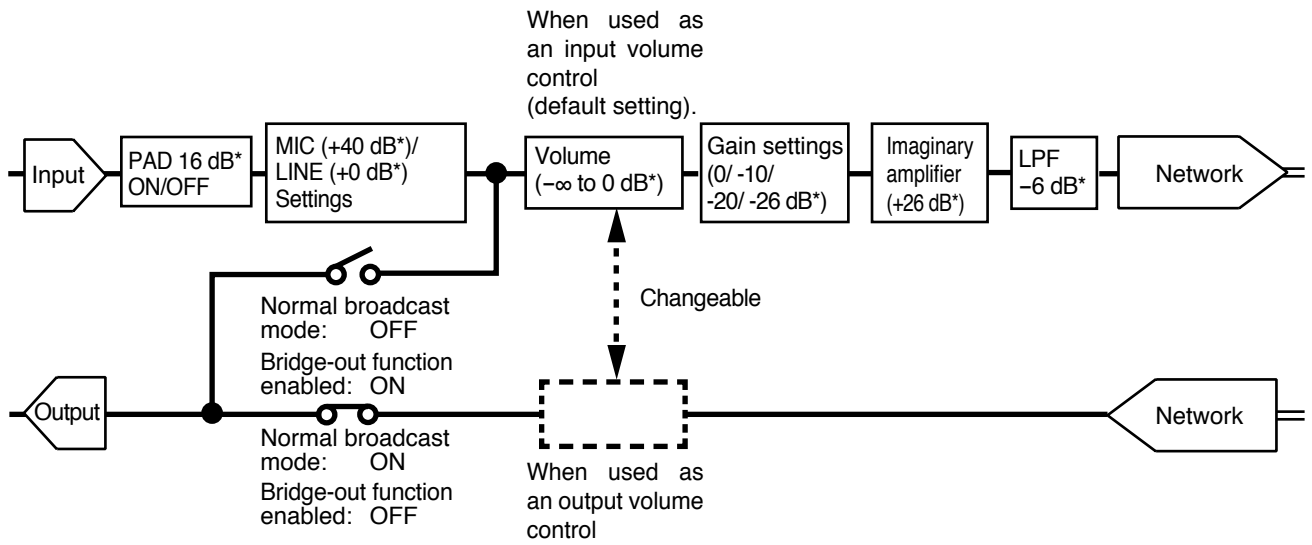 When used as
an input volume
control
(default setting).
Input
PAD 16 dB*
ON/OFF
MIC (+40 dB*)/
LINE (+0 dB*)
Settings
Volume
(−∞ to 0 dB*)
Gain settings
(0/ -10/
-20/ -26 dB*)
Imaginary
amplifier
(+26 dB*)
LPF
−6 dB*
Network
Normal broadcast
mode: OFF
Bridge-out function
enabled: ON
Changeable
Output
Normal broadcast
mode: ON
Bridge-out function
enabled: OFF
When used as
an output volume
control
Network